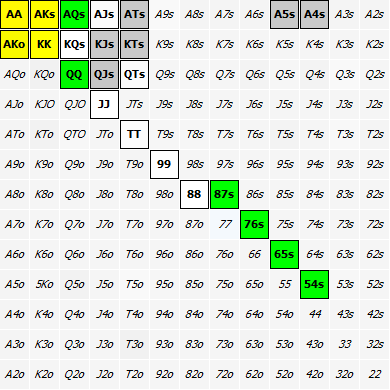 AA AKs AQs AJs ATs A9s A8s A7s A6s A5s A4s A3s A2s
AKo KK KQs KJs KTs K9s K8s K7s K6s K5s K4s K3s K2s
AQo KQo QQ QJs QTs Q9s Q8s Q7s Q6s Q5s Q4s Q3s Q2s
AJo KJO QJO JJ JTs J9s J8s J7s J6s J5s J4s J3s J2s
ATo KTo QTO JTo TT T9s T8s T7s T6s T5s T4s T3s T2s
A9o K9o Q9o J9o T9o 99 98s 97s 96s 95s 94s 93s 92s
A8o K8o Q8o J8o T8o 98o 88 87s 86s 85s 84s 83s 82s
A7o K7o Q7o J7o T7o 97o 87o 77 76s 75s 74s 73s 72s
A6o K6o Q6o J6o T6o 96o 86o 76o 66 65s 64s 63s 62s
A5o 5Ko Q5o J5o T5o 95o 85o 75o 65o 55 54s 53s 52s
A4o K4o Q4o J4o T4o 94o 84o 74o 64o 54o 44 43s 42s
A3o K3o Q3o J3o T3o 93o 83o 73o 63o 53o 43o 33 32s
A2o K2o Q2o J2o T2o 92o 82o 72o 62o 52o 42o 32o 22